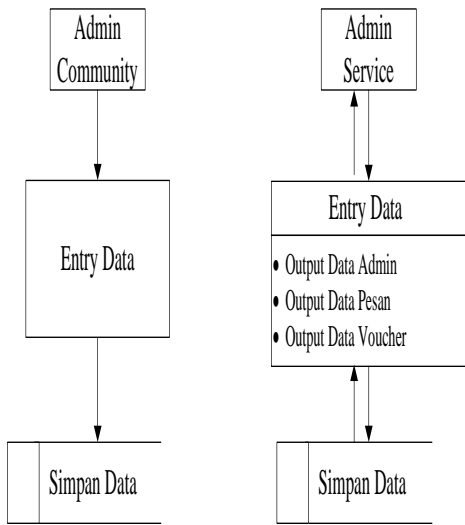 Admin
Community
Entry Data
Simpan Data
Admin
Service
Entry Data
• Output Data Admin
• Output Data Pesan
• Output Data Voucher
Simpan Data